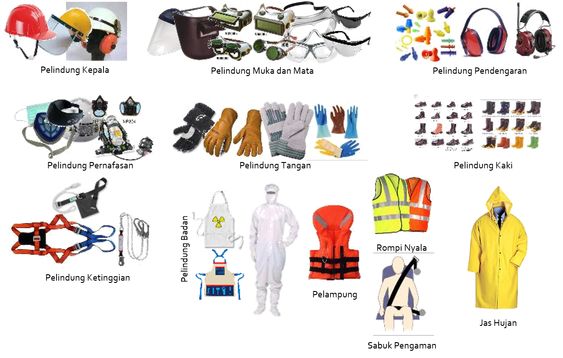 Pelindung Kepala
Pelindung Muka dan Mata
Pelindung Pendengaran
Pelindung Pernafasan
Pelindung Tangan
Pelindung Kaki
Pelindung Ketinggian
Pelindung Badan
Pelampung
Rompi Nyala
Sabuk Pengaman
Jas Hujan